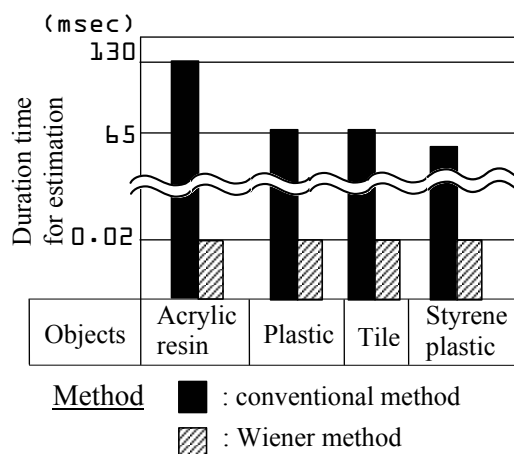 (msec)
130
65
0.02
Duration time
for estimation
Objects
Acrylic
resin
Plastic
Tile
Styrene
plastic
Method
: conventional method
: Wiener method